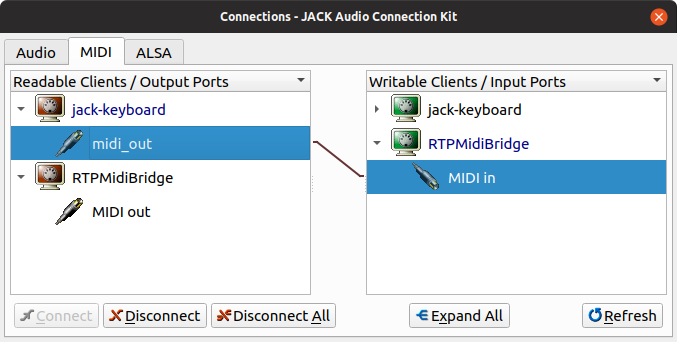 Connections - JACK Audio Connection Kit
Audio MIDI ALSA
Readable Clients / Output Ports
jack-keyboard
midi_out
RTPMidiBridge
MIDI out
Writable Clients / Input Ports
jack-keyboard
RTPMidiBridge
MIDI in
Connect Disconnect Disconnect All Expand All Refresh